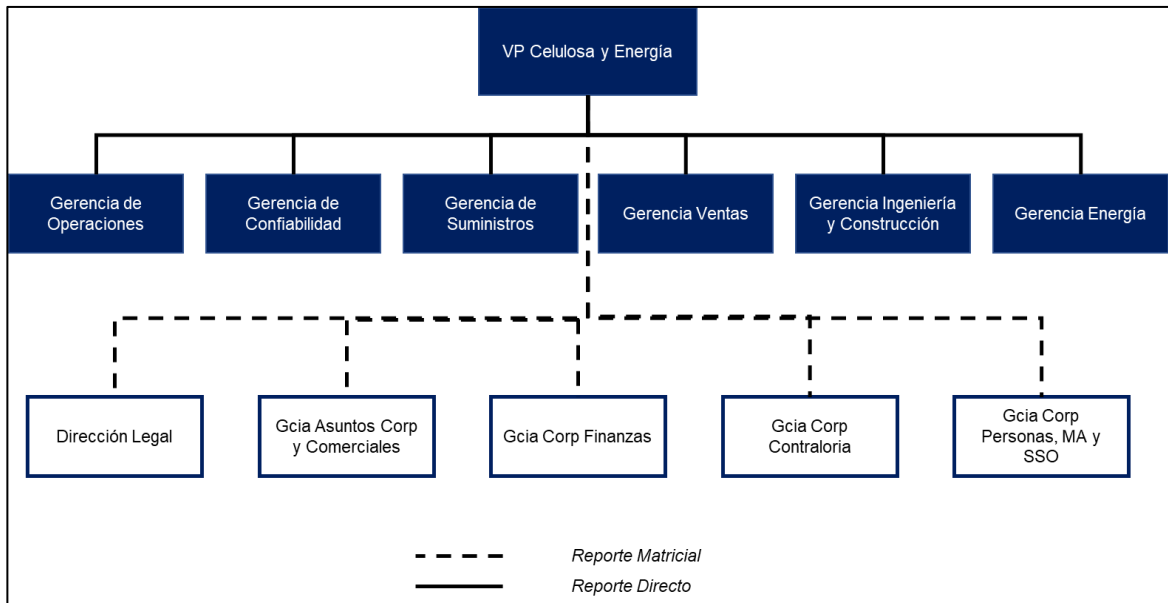 VP Celulosa y Energía
Gerencia de
Operaciones
Gerencia de
Confiabilidad
Gerencia de
Suministros
Gerencia Ventas
Gerencia Ingeniería
y Construcción
Gerencia Energía
Dirección Legal
Gcia Asuntos Corp
y Comerciales
Gcia Corp Finanzas
Gcia Corp
Contraloria
Gcia Corp
Personas, MA y
SSO
Reporte Matricial
Reporte Directo